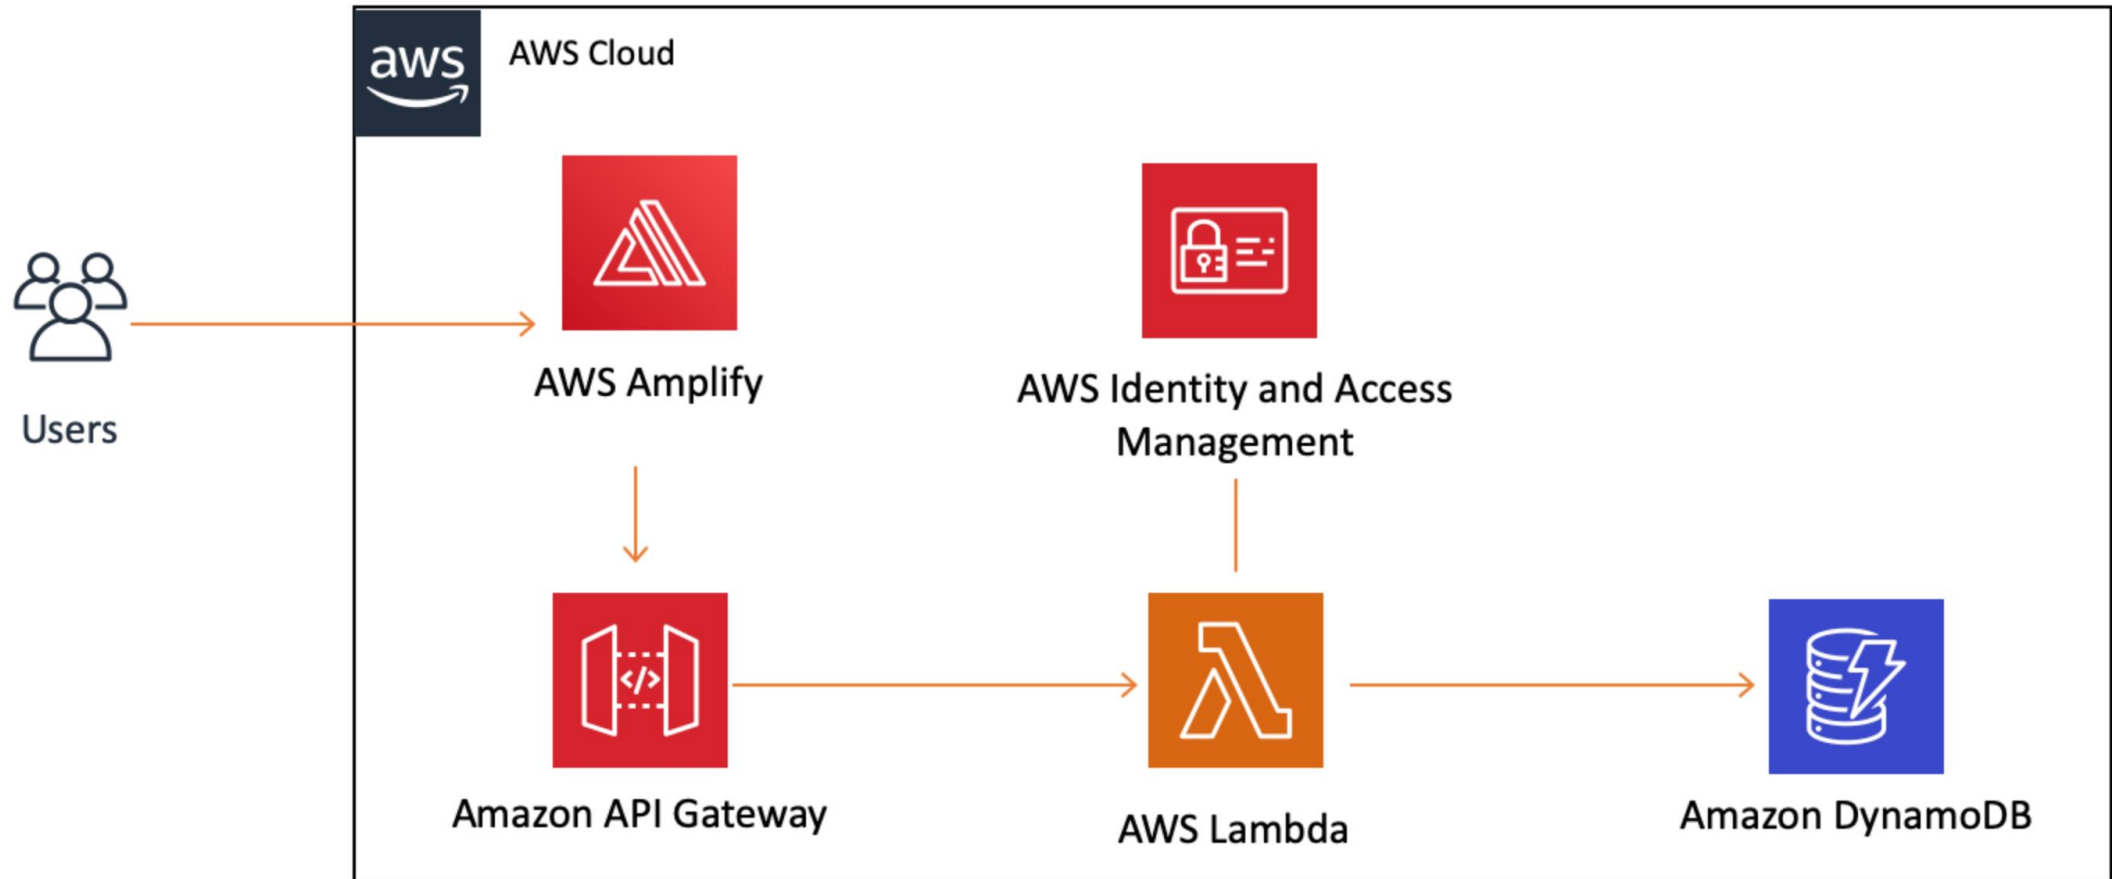 aws
AWS Cloud
Users
AWS Amplify
AWS Identity and Access
Management
</>
Amazon API Gateway
AWS Lambda
Amazon DynamoDB